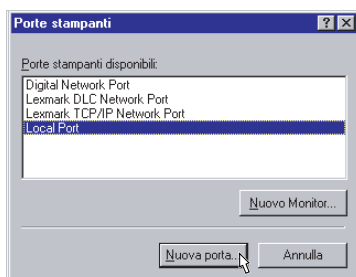 Porte stampanti
Porte stampanti disponibili:
Digital Network Port
Lexmark DLC Network Port
Lexmark TCP/IP Network Port
Local Port
Nuovo Monitor...
Nuova porta...
Annulla